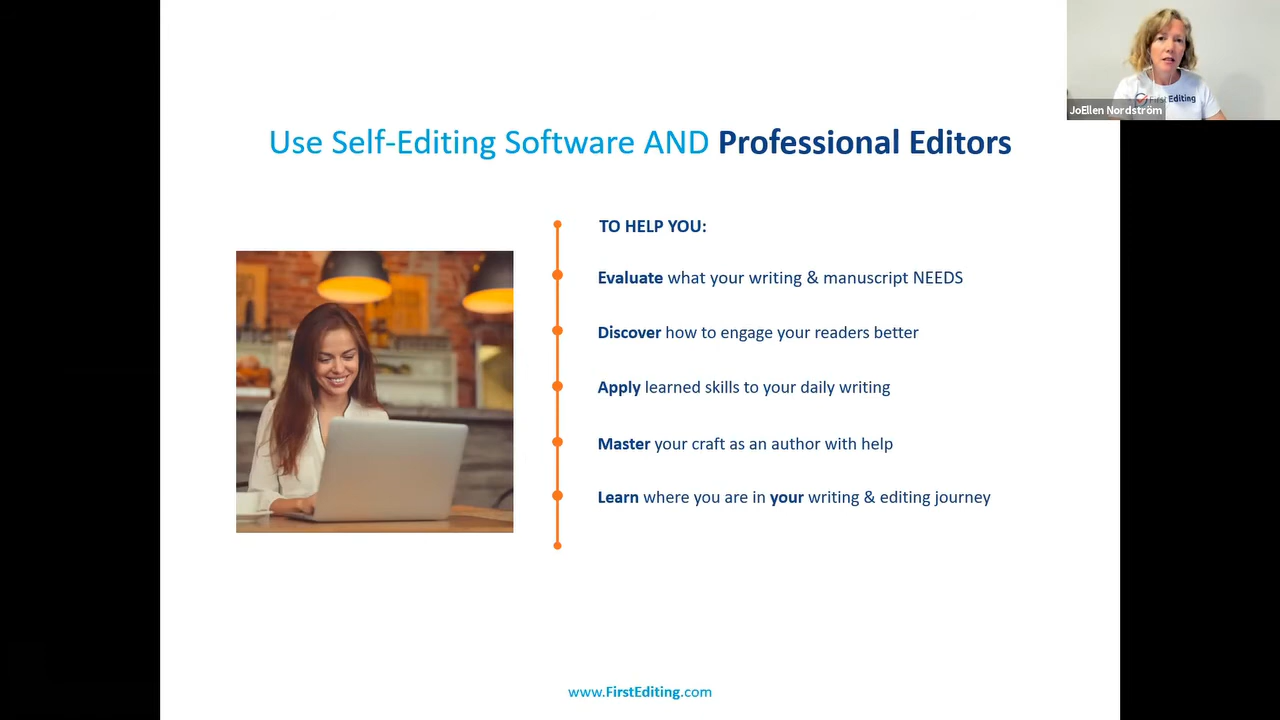 First Editing
JoEllen Nordström
Use Self-Editing Software AND Professional Editors
TO HELP YOU:
Evaluate what your writing & manuscript NEEDS
Discover how to engage your readers better
Apply learned skills to your daily writing
Master your craft as an author with help
Learn where you are in your writing & editing journey
www.FirstEditing.com